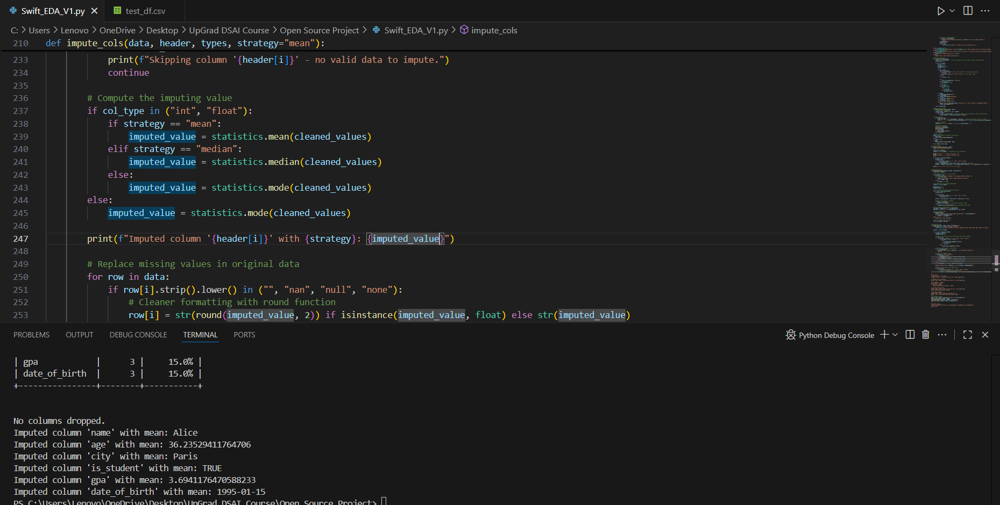 Swift_EDA_V1.py
test_df.csv
C: > Users > Lenovo > OneDrive > Desktop > UpGrad DSAI Course > Open Source Project > Swift_EDA_V1.py > impute_cols
210 def impute_cols(data, header, types, strategy="mean"):
233 print(f"Skipping column '{header[i]}' - no valid data to impute.")
234 continue
235
236 # Compute the imputing value
237 if col_type in ("int", "float"):
238 if strategy == "mean":
239 imputed_value = statistics.mean(cleaned_values)
240 elif strategy == "median":
241 imputed_value = statistics.median(cleaned_values)
242 else:
243 imputed_value = statistics.mode(cleaned_values)
244 else:
245 imputed_value = statistics.mode(cleaned_values)
246
247 print(f"Imputed column '{header[i]}' with {strategy}: {imputed_value}")
248
249 # Replace missing values in original data
250 for row in data:
251 if row[i].strip().lower() in ("", "nan", "null", "none"):
252 # Cleaner formatting with round function
253 row[i] = str(round(imputed_value, 2)) if isinstance(imputed_value, float) else str(imputed_value)
PROBLEMS OUTPUT DEBUG CONSOLE TERMINAL PORTS
Python Debug Console
| gpa | 3 | 15.0% |
| date_of_birth | 3 | 15.0% |
+----------------+--------+-----------+
No columns dropped.
Imputed column 'name' with mean: Alice
Imputed column 'age' with mean: 36.23529411764706
Imputed column 'city' with mean: Paris
Imputed column 'is_student' with mean: TRUE
Imputed column 'gpa' with mean: 3.6941176470588233
Imputed column 'date_of_birth' with mean: 1995-01-15
PS C:\Users\Lenovo\OneDrive\Desktop\UpGrad DSAI Course\Open Source Project>